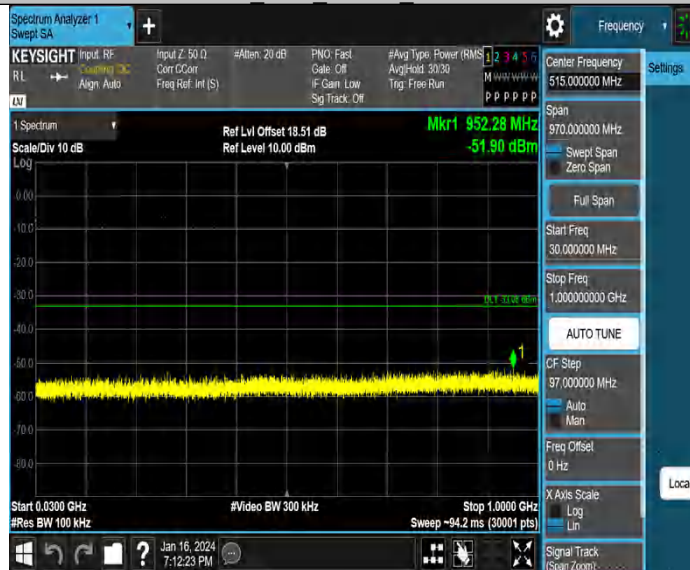 Spectrum Analyzer 1
Swept SA
+
Frequency
KEYSIGHT
RL
Input: RF
Coupling: DC
Align: Auto
Input Z: 50 Ω
Corr CCorr
Freq Ref: Int (S)
#Atten: 20 dB
PNO: Fast
Gate: Off
IF Gain: Low
Sig Track: Off
#Avg Type: Power (RMS
Avg|Hold: 30/30
Trig: Free Run
1 2 3 4 5 6
M W W W W W
P P P P P P
LXI
1 Spectrum
Scale/Div 10 dB
Ref Lvl Offset 18.51 dB
Ref Level 10.00 dBm
Mkr1 952.28 MHz
-51.90 dBm
Log
0.00
-10.0
-20.0
-30.0
-40.0
-50.0
-60.0
-70.0
-80.0
1
Start 0.0300 GHz
#Res BW 100 kHz
#Video BW 300 kHz
Stop 1.0000 GHz
Sweep ~94.2 ms (30001 pts)
?
Jan 16, 2024
7:12:23 PM
Center Frequency
515.000000 MHz
Settings
Span
970.000000 MHz
Swept Span
Zero Span
Full Span
Start Freq
30.000000 MHz
Stop Freq
1.000000000 GHz
AUTO TUNE
CF Step
97.000000 MHz
Auto
Man
Freq Offset
0 Hz
X Axis Scale
Log
Lin
Loca
Signal Track
(Span Zoom)